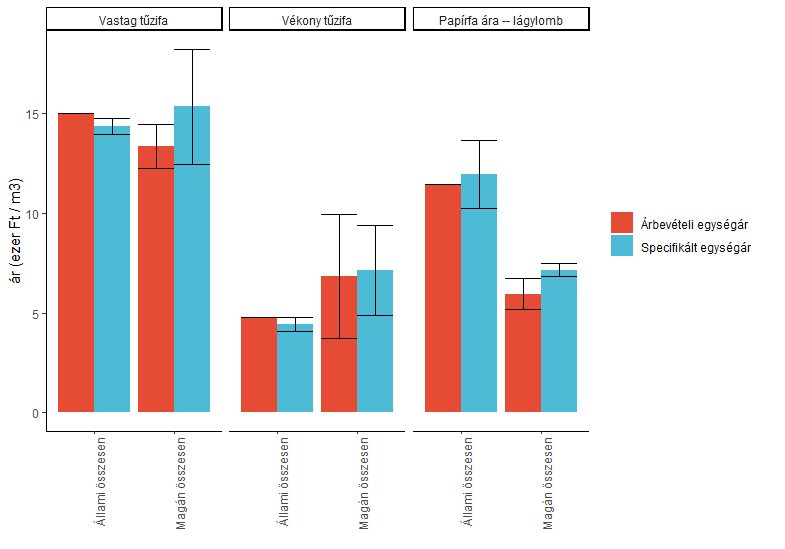 Vastag tűzifa
Vékony tűzifa
Papírfa ára -- lágylomb
ár (ezer Ft / m3)
15
10
5
0
Állami összesen
Magán összesen
Állami összesen
Magán összesen
Állami összesen
Magán összesen
Árbevételi egységár
Specifikált egységár